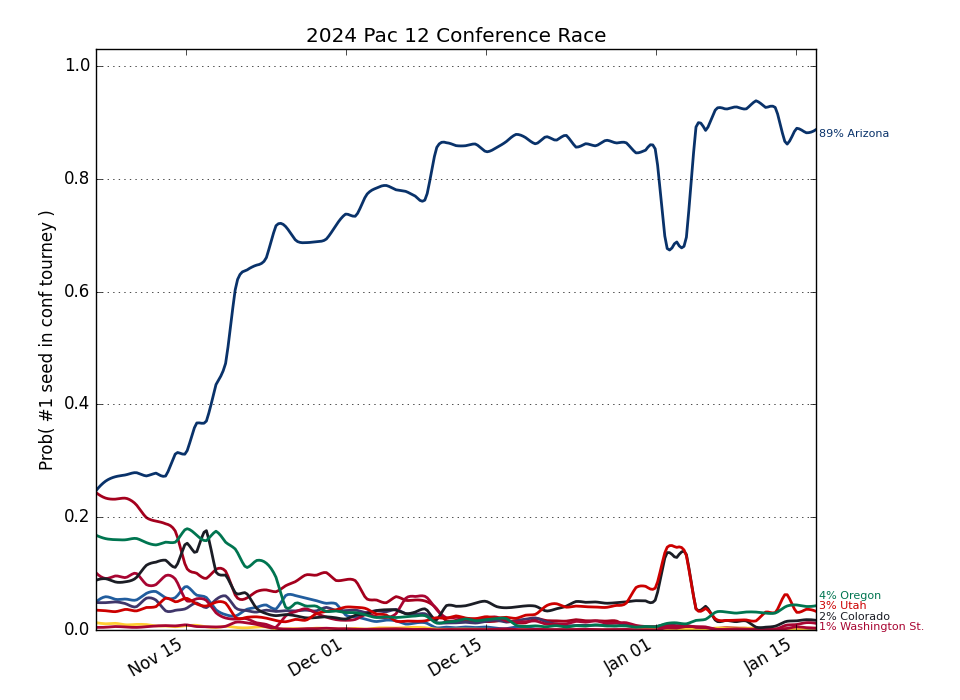 2024 Pac 12 Conference Race
Prob( #1 seed in conf tourney )
1.0
0.8
0.6
0.4
0.2
0.0
Nov 15
Dec 01
Dec 15
Jan 01
Jan 15
89% Arizona
4% Oregon
3% Utah
2% Colorado
1% Washington St.